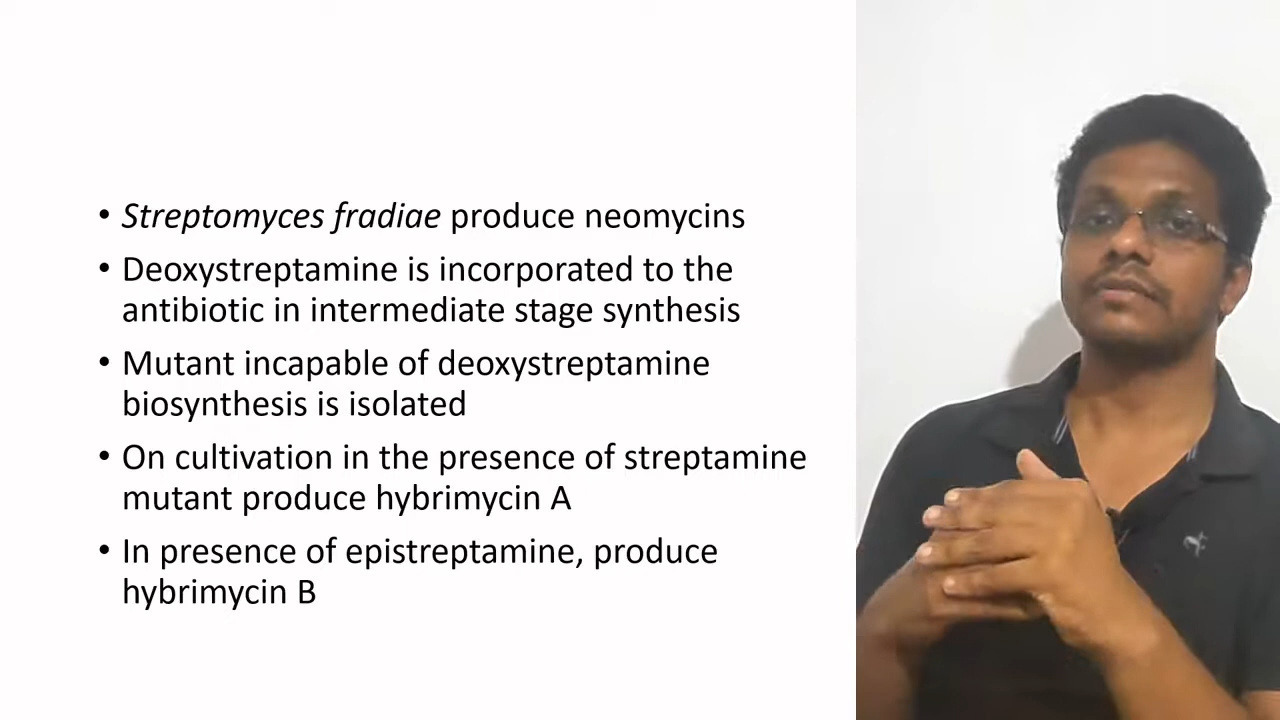 • Streptomyces fradiae produce neomycins
• Deoxystreptamine is incorporated to the
antibiotic in intermediate stage synthesis
• Mutant incapable of deoxystreptamine
biosynthesis is isolated
• On cultivation in the presence of streptamine
mutant produce hybrimycin A
• In presence of epistreptamine, produce
hybrimycin B